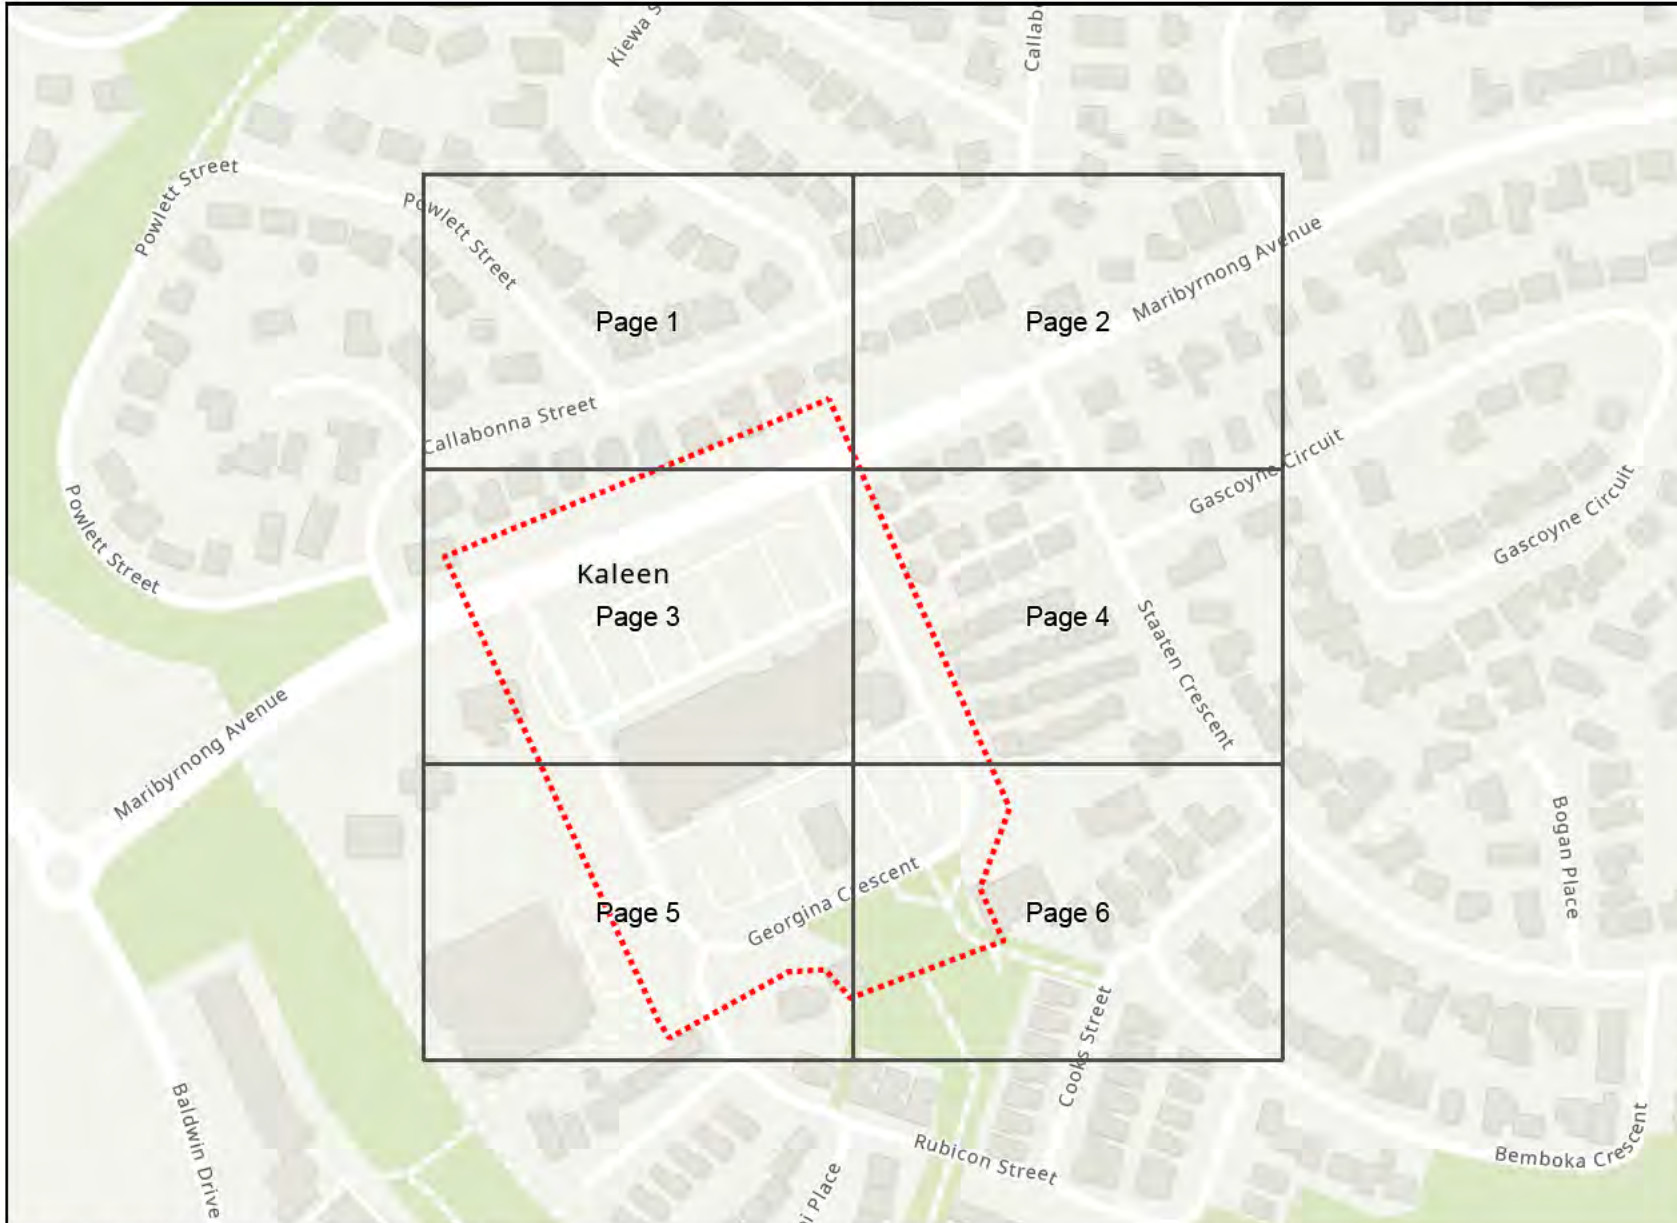 Kiewa S
Callab
Powlett Street
Powlett Street
Maribyrnong Avenue
Page 1
Page 2
Callabonna Street
Gascoyne Circuit
Gascoyne Circuit
Powlett Street
Kaleen
Page 3
Page 4
Staaten Crescent
Maribyrnong Avenue
Bogan Place
Georgina Crescent
Page 5
Page 6
Cooks Street
Baldwin Drive
Rubicon Street
Bemboka Crescent
i Place